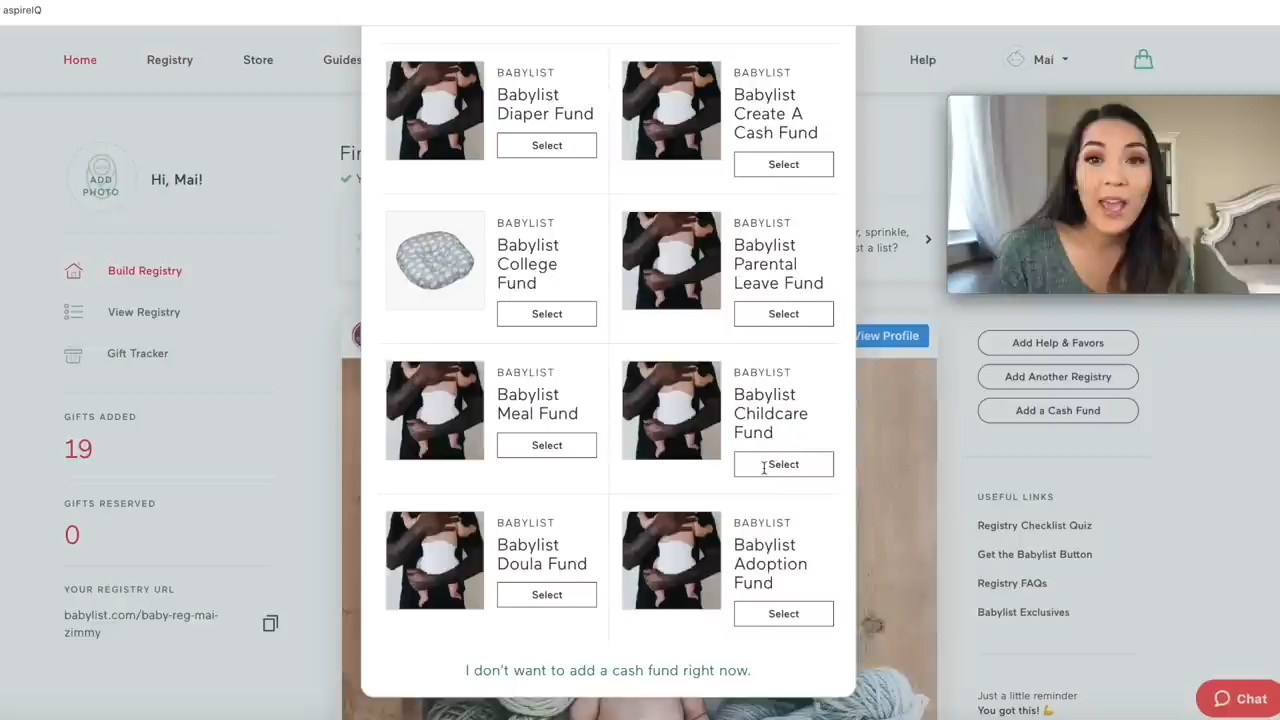 aspireIQ
Home
Registry
Store
Guides
Help
Mai
ADD
PHOTO
Hi, Mai!
Build Registry
View Registry
Gift Tracker
GIFTS ADDED
19
GIFTS RESERVED
0
YOUR REGISTRY URL
babylist.com/baby-reg-mai-
zimmy
BABYLIST
Babylist
Diaper Fund
Select
BABYLIST
Babylist
Create A
Cash Fund
Select
BABYLIST
Babylist
College
Fund
Select
BABYLIST
Babylist
Parental
Leave Fund
Select
BABYLIST
Babylist
Meal Fund
Select
BABYLIST
Babylist
Childcare
Fund
Select
BABYLIST
Babylist
Doula Fund
Select
BABYLIST
Babylist
Adoption
Fund
Select
I don't want to add a cash fund right now.
sprinkle,
a list?
View Profile
Add Help & Favors
Add Another Registry
Add a Cash Fund
USEFUL LINKS
Registry Checklist Quiz
Get the Babylist Button
Registry FAQs
Babylist Exclusives
Just a little reminder
You got this! 💪
Chat